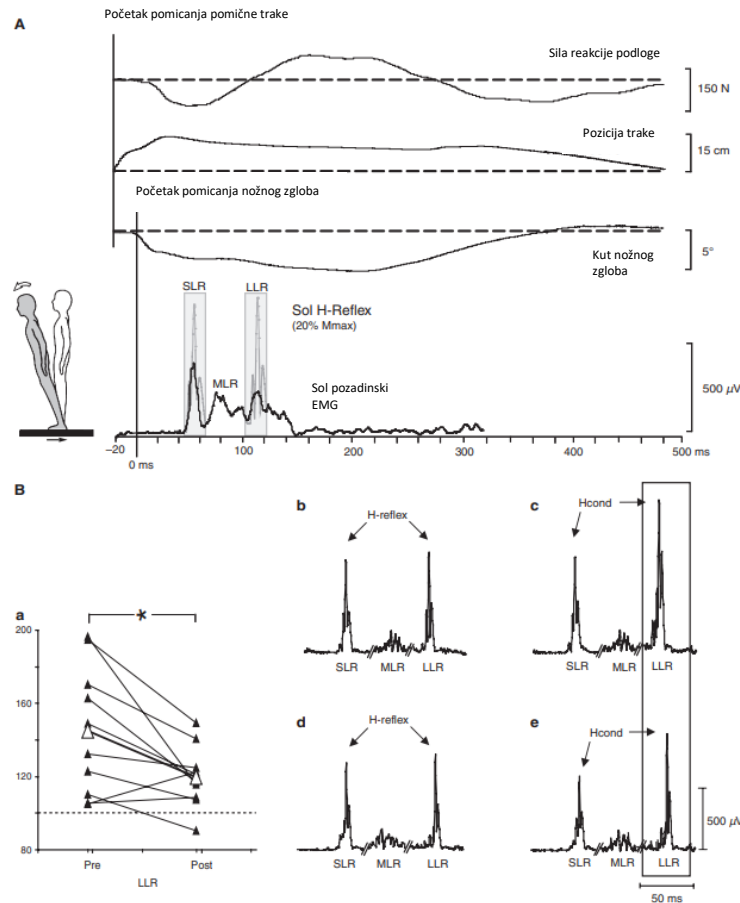 Početak pomicanja pomične trake
A
Sila reakcije podloge
150 N
Pozicija trake
15 cm
Početak pomicanja nožnog zgloba
Kut nožnog
zgloba
5°
SLR
LLR
Sol H-Reflex
(20% Mmax)
MLR
Sol pozadinski
EMG
500 µV
–20
0 ms
100
200
300
400
500 ms
B
a
*
200
160
120
80
Pre
Post
LLR
b
H-reflex
SLR
MLR
LLR
c
Hcond
SLR
MLR
LLR
d
H-reflex
SLR
MLR
LLR
e
Hcond
SLR
MLR
LLR
500 µV
50 ms